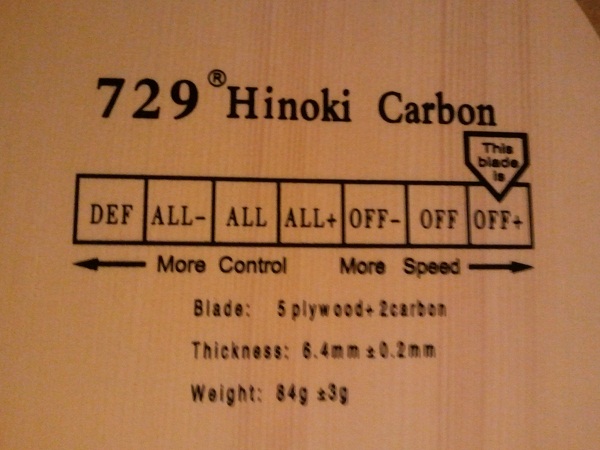 729® Hinoki Carbon
This
blade
is
DEF ALL- ALL ALL+ OFF- OFF OFF+
More Control More Speed
Blade: 5 plywood+2carbon
Thickness: 6.4mm ±0.2mm
Weight: 84g ±3g